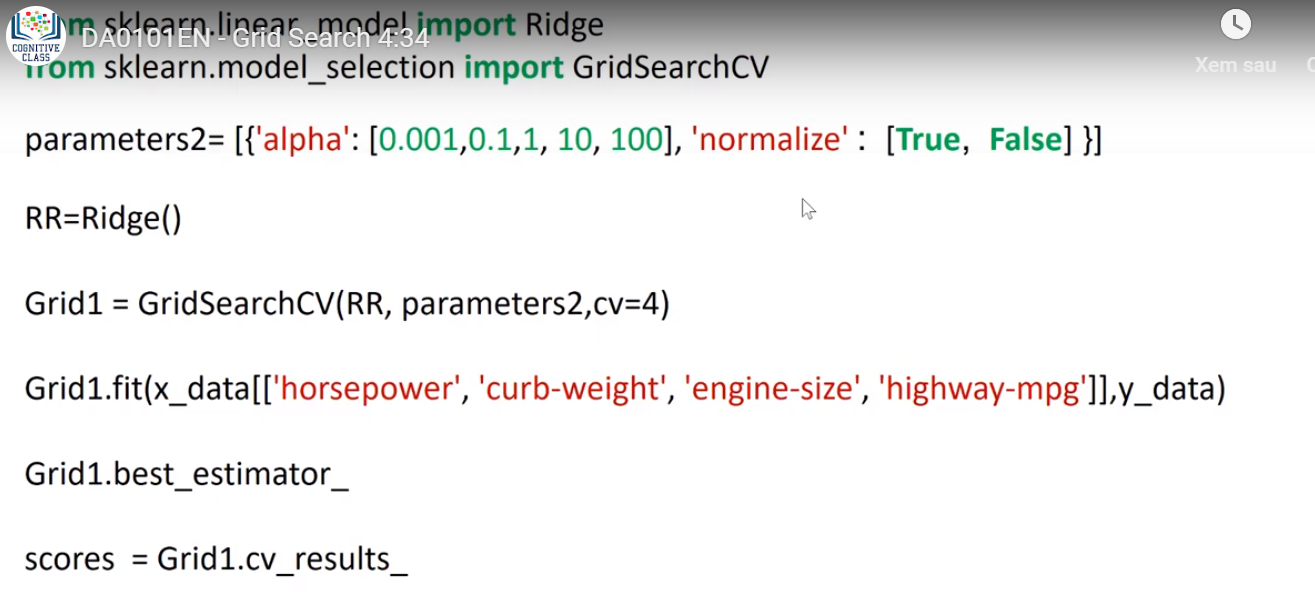 from sklearn.linear_model import Ridge
DA0101EN - Grid Search 4:34
COGNITIVE
CLASS
from sklearn.model_selection import GridSearchCV
Xem sau
parameters2= [{'alpha': [0.001,0.1,1, 10, 100], 'normalize' : [True, False] }]
RR=Ridge()
Grid1 = GridSearchCV(RR, parameters2,cv=4)
Grid1.fit(x_data[['horsepower', 'curb-weight', 'engine-size', 'highway-mpg']],y_data)
Grid1.best_estimator_
scores = Grid1.cv_results_